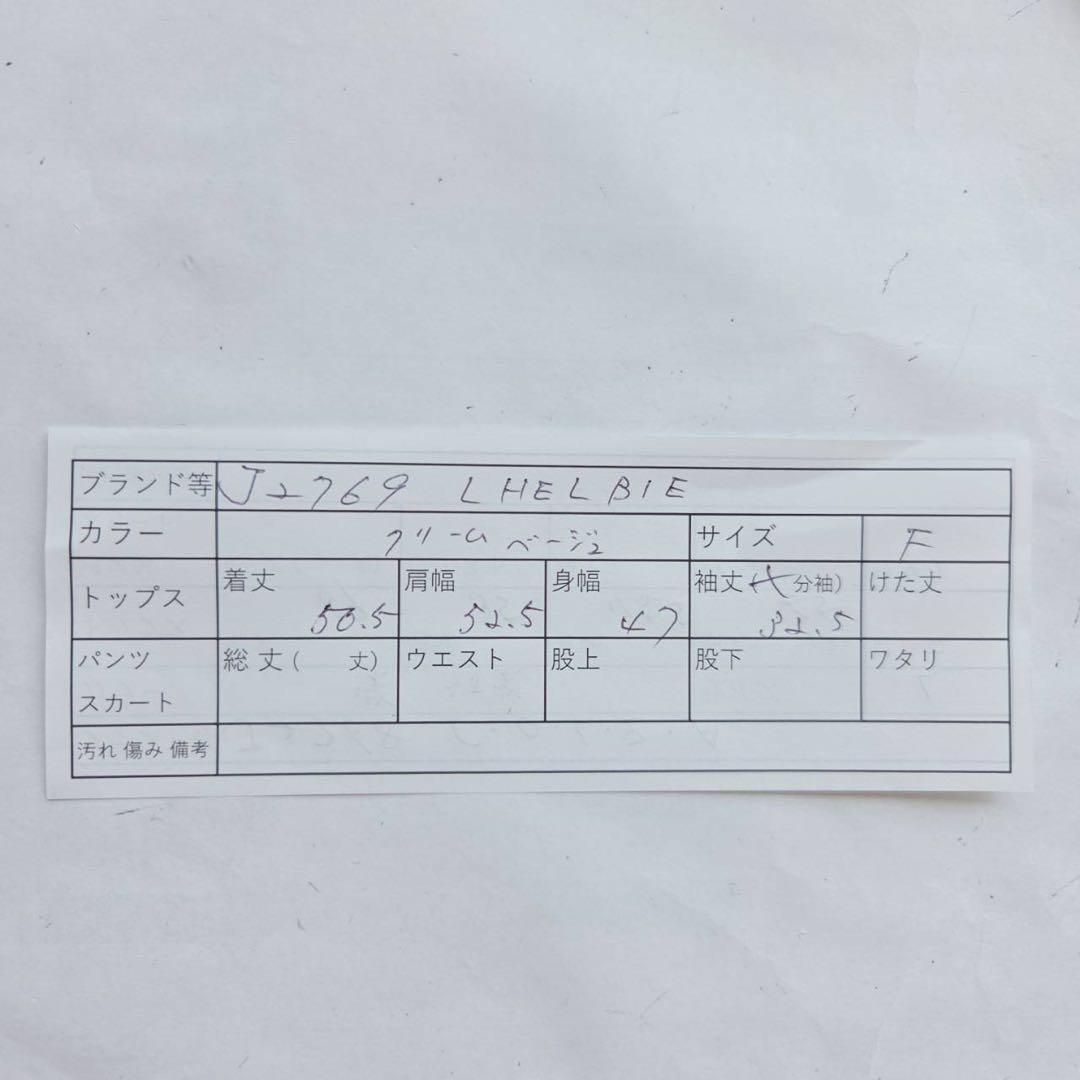 ブランド等 J2769 LHELBIE
カラー クリームベージュ サイズ F
トップス 着丈 50.5 肩幅 52.5 身幅 47 袖丈(七分袖) 32.5 けた丈
パンツ スカート 総丈( 丈) ウエスト 股上 股下 ワタリ
汚れ 傷み 備考